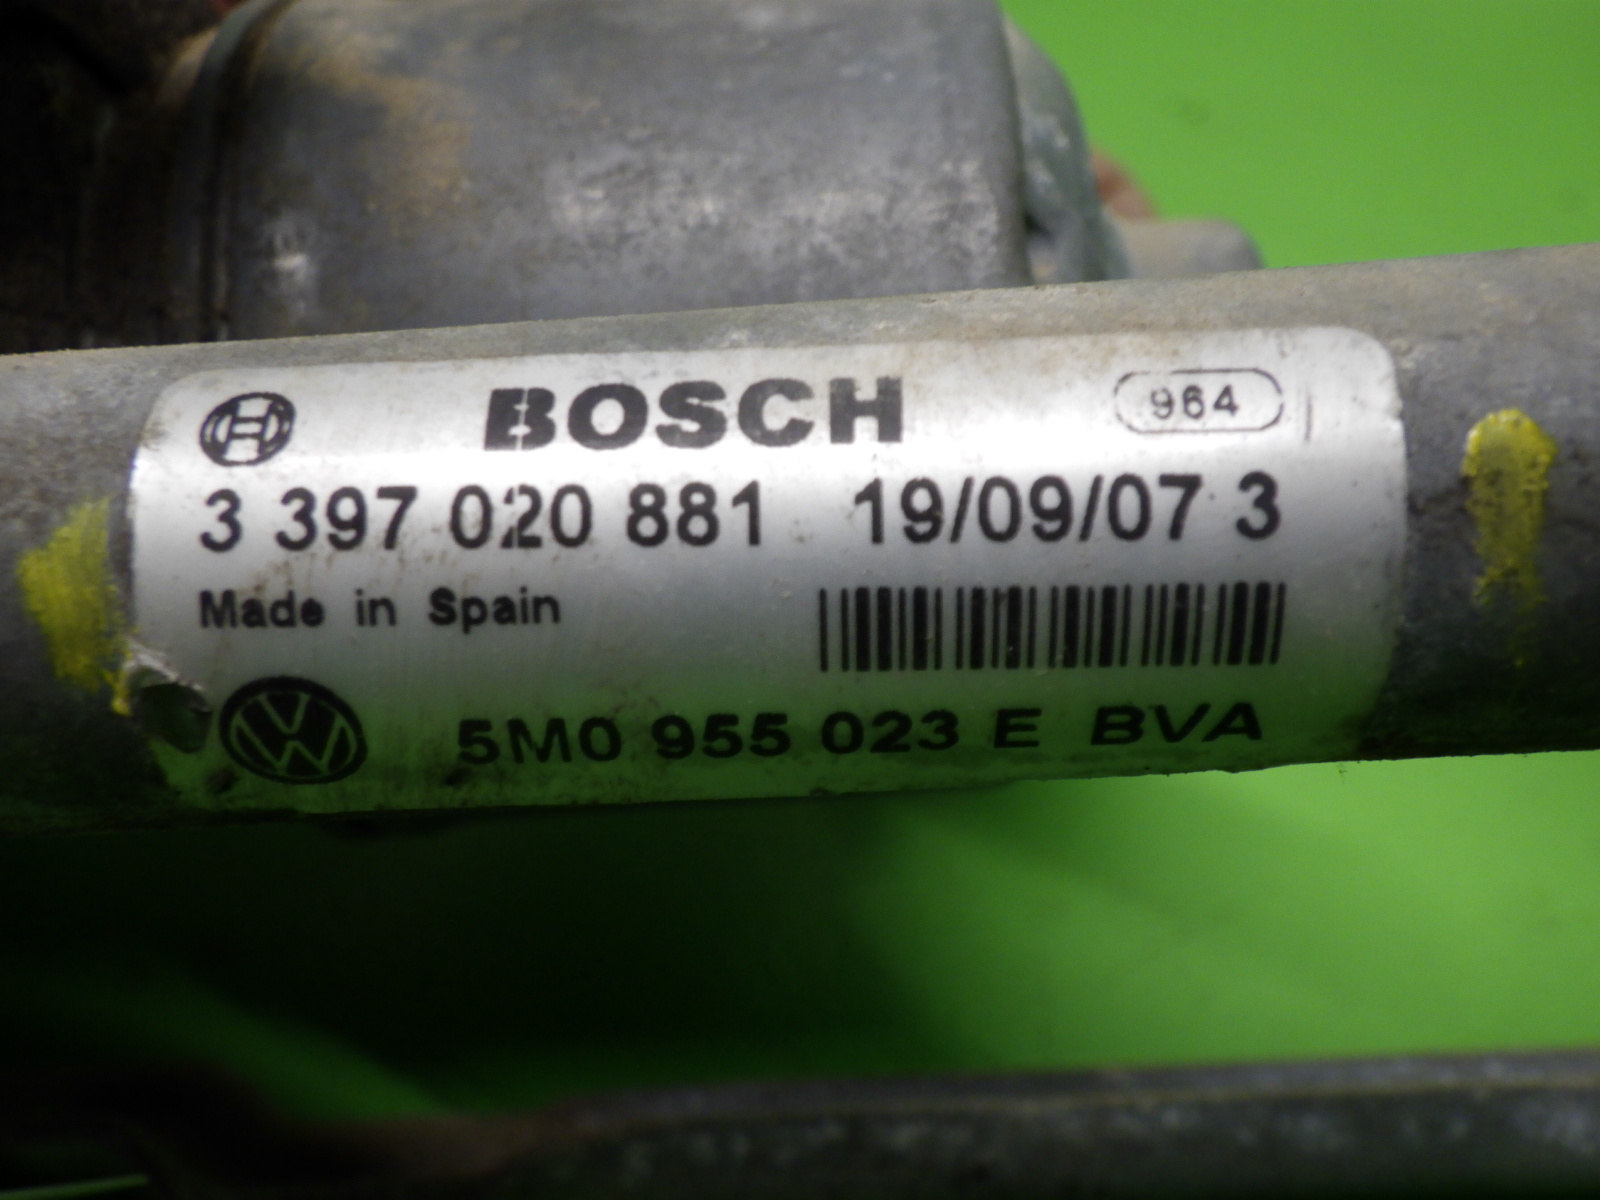 BOSCH 964
3 397 020 881 19/09/07 3
Made in Spain
5M0 955 023 E BVA